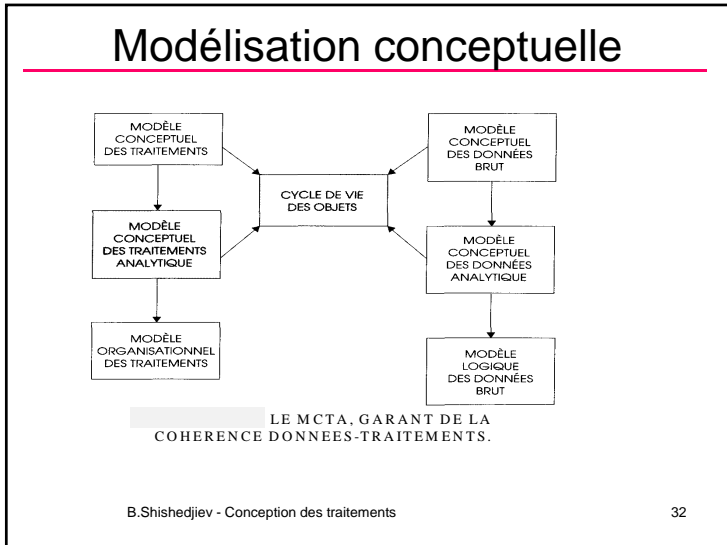 Modélisation conceptuelle
MODÈLE
CONCEPTUEL
DES TRAITEMENTS
MODÈLE
CONCEPTUEL
DES TRAITEMENTS
ANALYTIQUE
MODÈLE
ORGANISATIONNEL
DES TRAITEMENTS
CYCLE DE VIE
DES OBJETS
MODÈLE
CONCEPTUEL
DES DONNÉES
BRUT
MODÈLE
CONCEPTUEL
DES DONNÉES
ANALYTIQUE
MODÈLE
LOGIQUE
DES DONNÉES
BRUT
LE MCTA, GARANT DE LA
COHERENCE DONNEES-TRAITEMENTS.
B.Shishedjiev - Conception des traitements
32